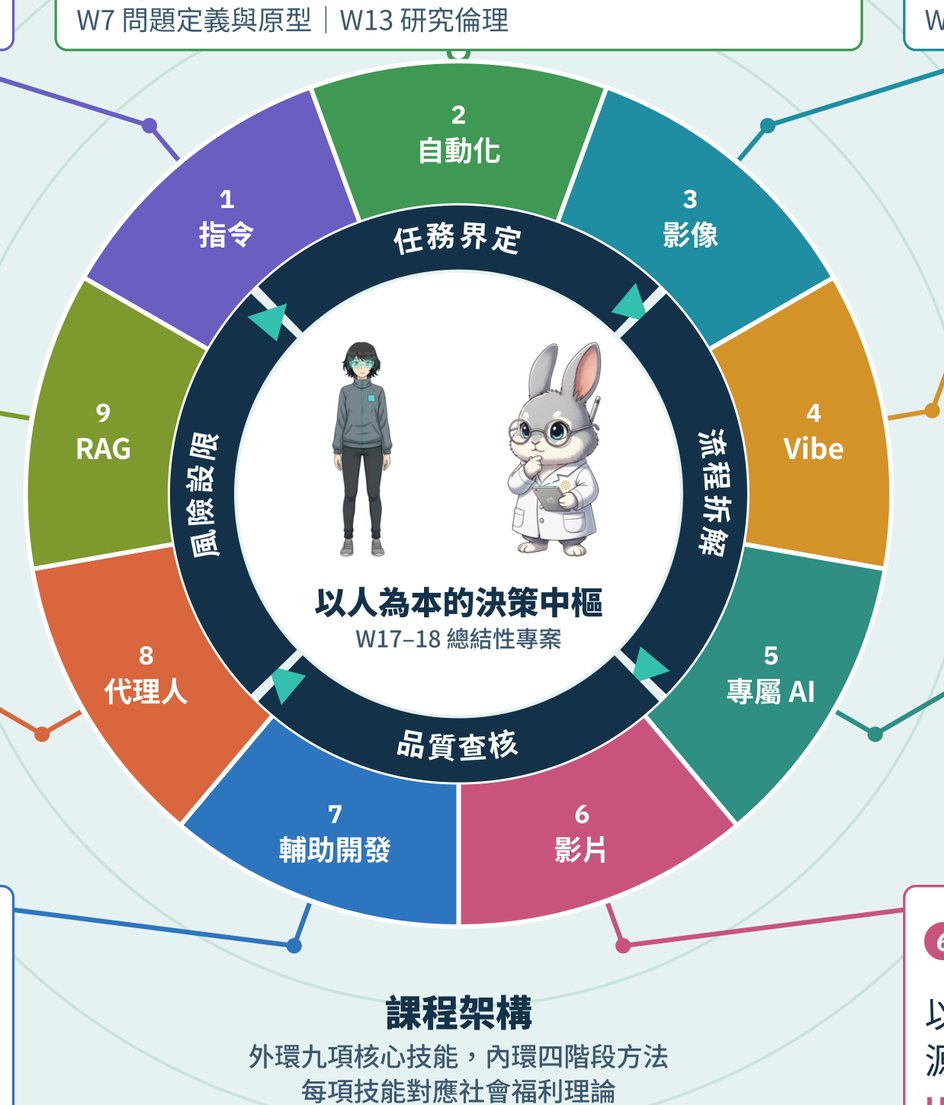 W7 問題定義與原型｜W13 研究倫理
2
自動化
1
指令
3
影像
任務界定
9
RAG
4
Vibe
風險設限
流程拆解
以人為本的決策中樞
W17–18 總結性專案
8
代理人
5
專屬 AI
品質查核
7
輔助開發
6
影片
課程架構
外環九項核心技能，內環四階段方法
每項技能對應社會福利理論
W
6
以